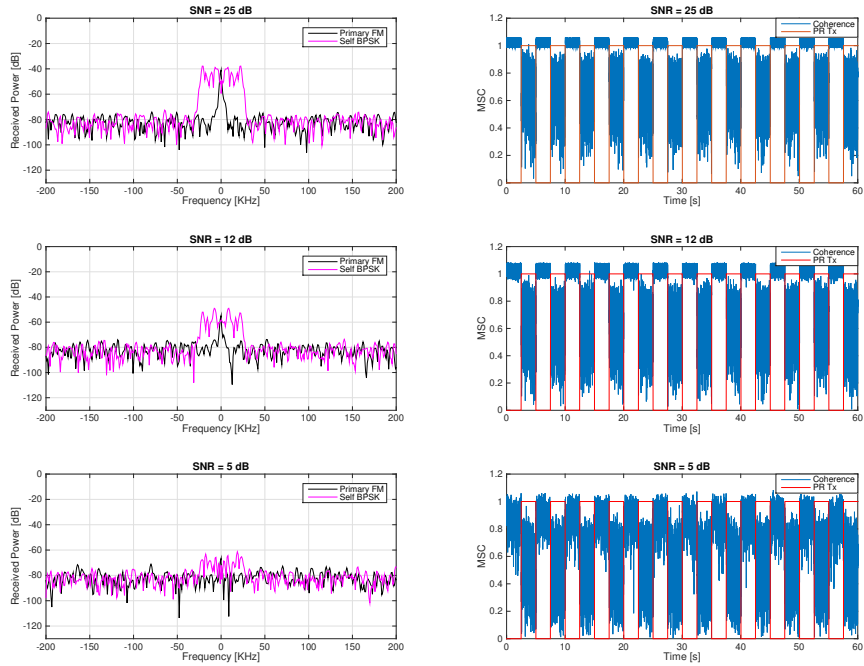 SNR = 25 dB
Received Power [dB]
0
-20
-40
-60
-80
-100
-120
Primary FM
Self BPSK
-200 -150 -100 -50 0 50 100 150 200
Frequency [KHz]
SNR = 25 dB
MSC
1.2
1
0.8
0.6
0.4
0.2
0
Coherence
PR Tx
0 10 20 30 40 50 60
Time [s]
SNR = 12 dB
Received Power [dB]
0
-20
-40
-60
-80
-100
-120
Primary FM
Self BPSK
-200 -150 -100 -50 0 50 100 150 200
Frequency [KHz]
SNR = 12 dB
MSC
1.2
1
0.8
0.6
0.4
0.2
0
Coherence
PR Tx
0 10 20 30 40 50 60
Time [s]
SNR = 5 dB
Received Power [dB]
0
-20
-40
-60
-80
-100
-120
Primary FM
Self BPSK
-200 -150 -100 -50 0 50 100 150 200
Frequency [KHz]
SNR = 5 dB
MSC
1.2
1
0.8
0.6
0.4
0.2
0
Coherence
PR Tx
0 10 20 30 40 50 60
Time [s]